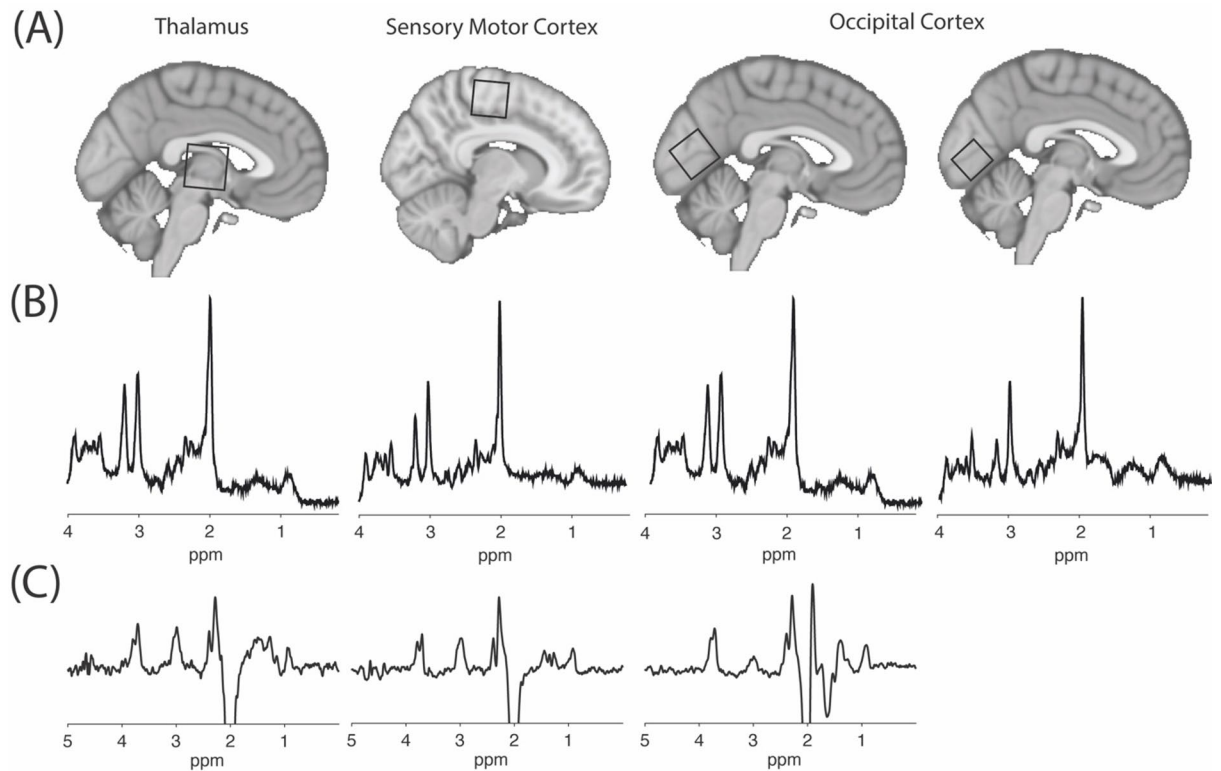 (A)
Thalamus
Sensory Motor Cortex
Occipital Cortex
(B)
4 3 2 1
ppm
4 3 2 1
ppm
4 3 2 1
ppm
4 3 2 1
ppm
(C)
5 4 3 2 1
ppm
5 4 3 2 1
ppm
5 4 3 2 1
ppm